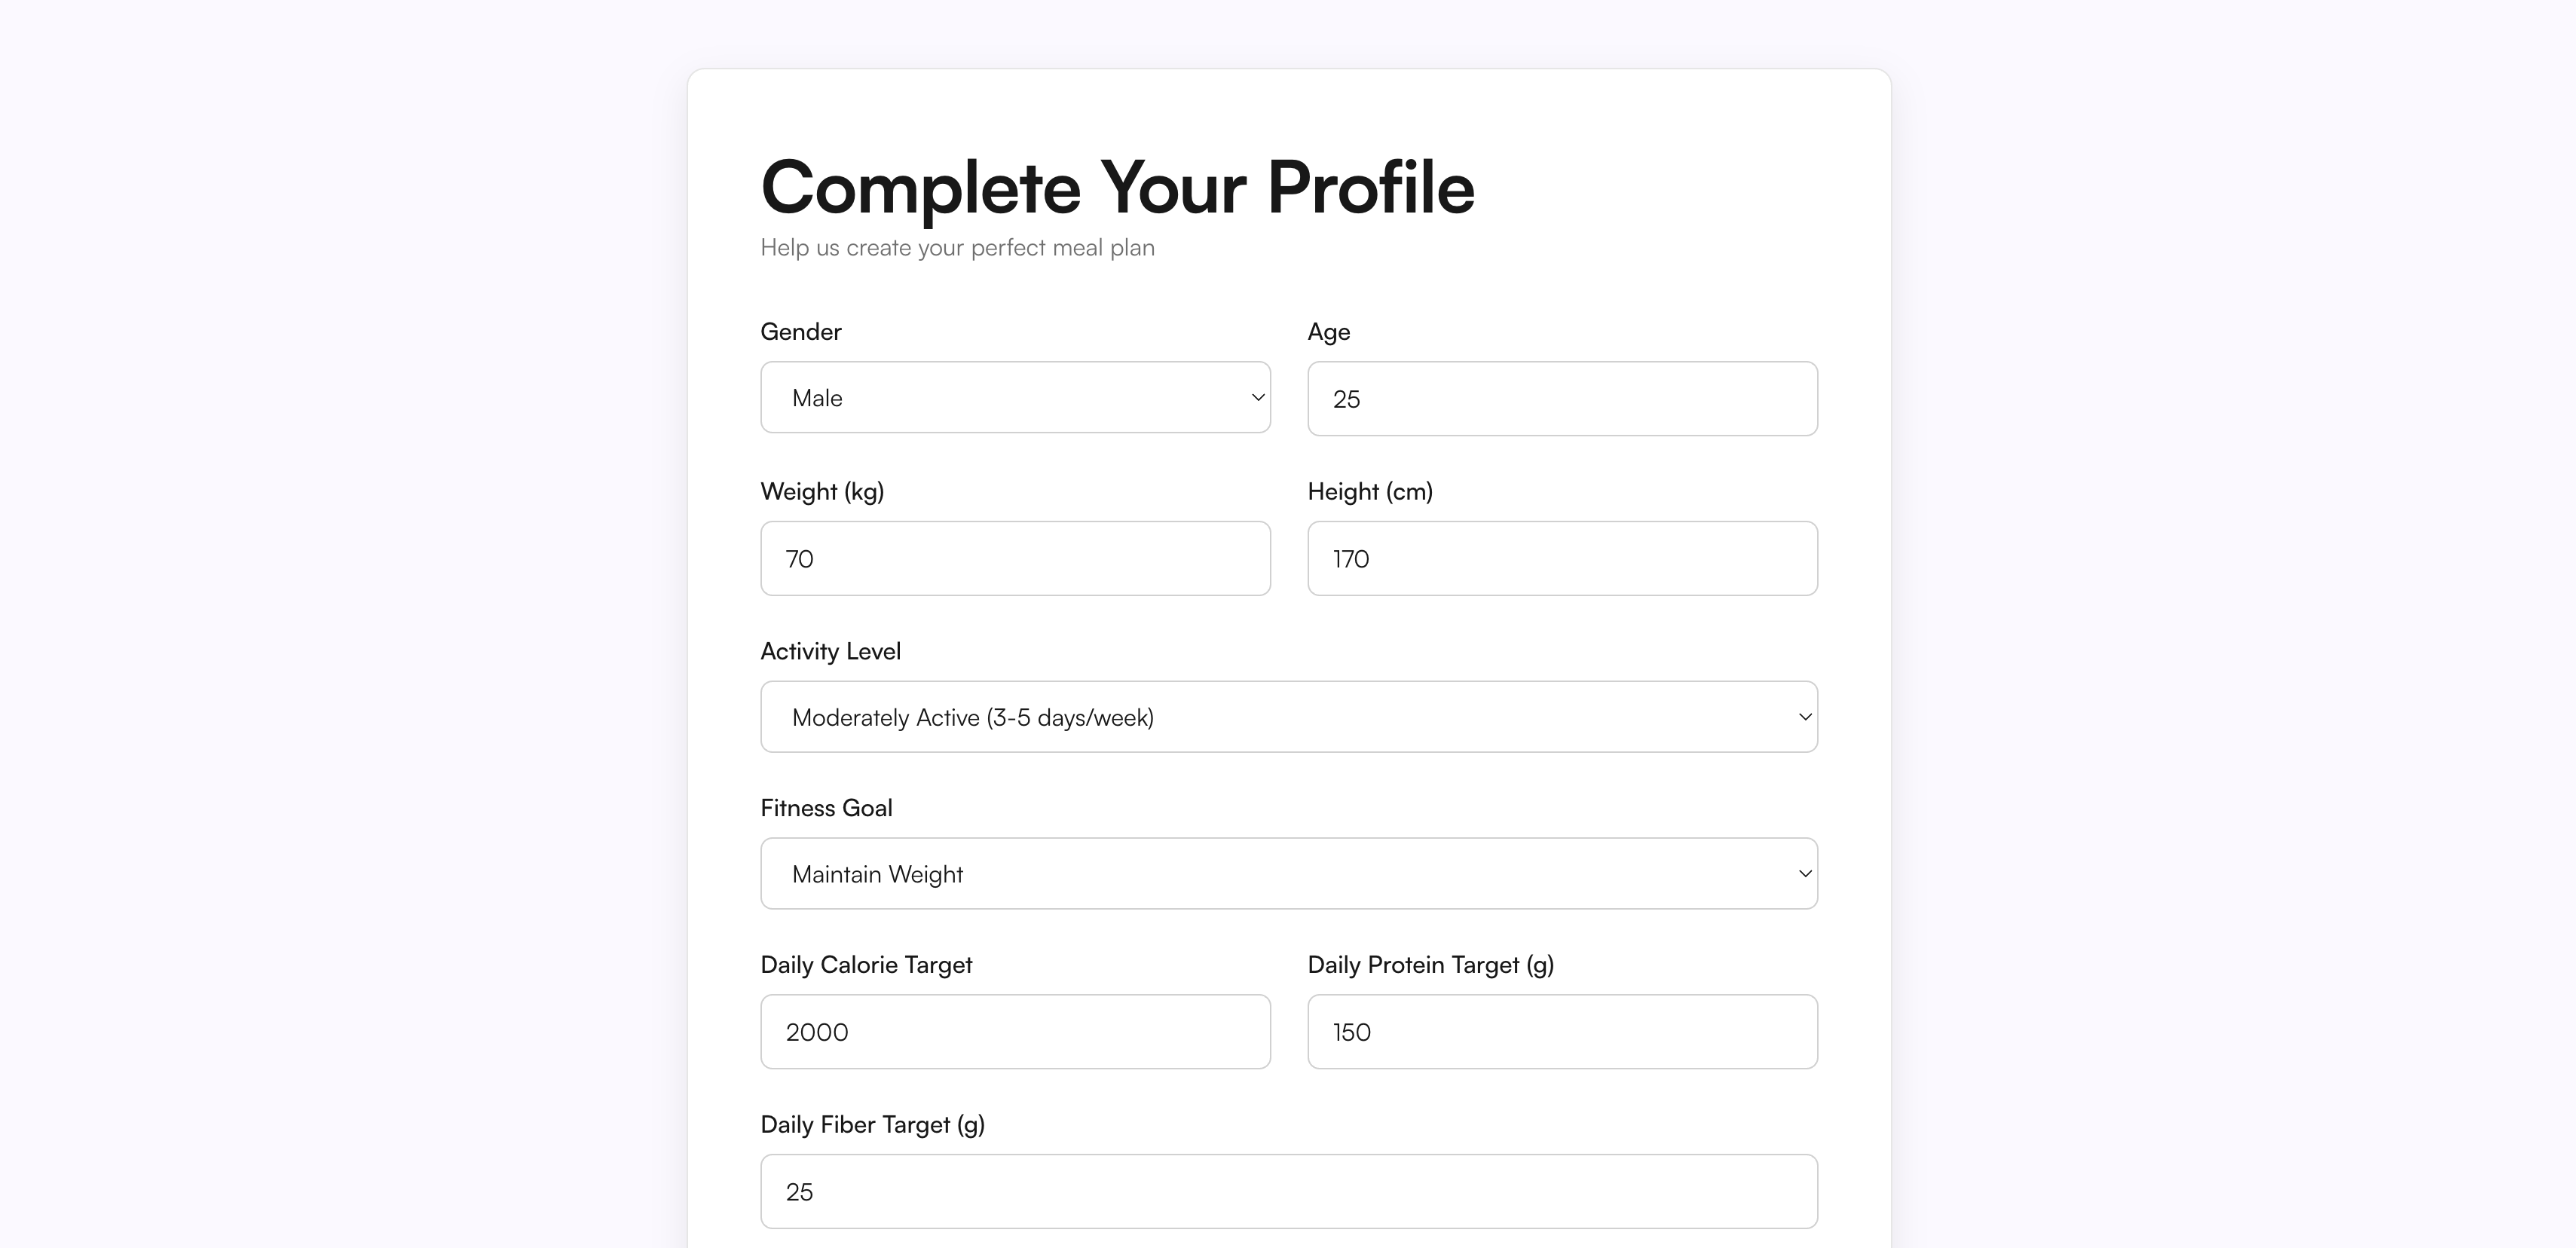 Complete Your Profile
Help us create your perfect meal plan
Gender
Age
Male
25
Weight (kg)
Height (cm)
70
170
Activity Level
Moderately Active (3-5 days/week)
Fitness Goal
Maintain Weight
Daily Calorie Target
Daily Protein Target (g)
2000
150
Daily Fiber Target (g)
25